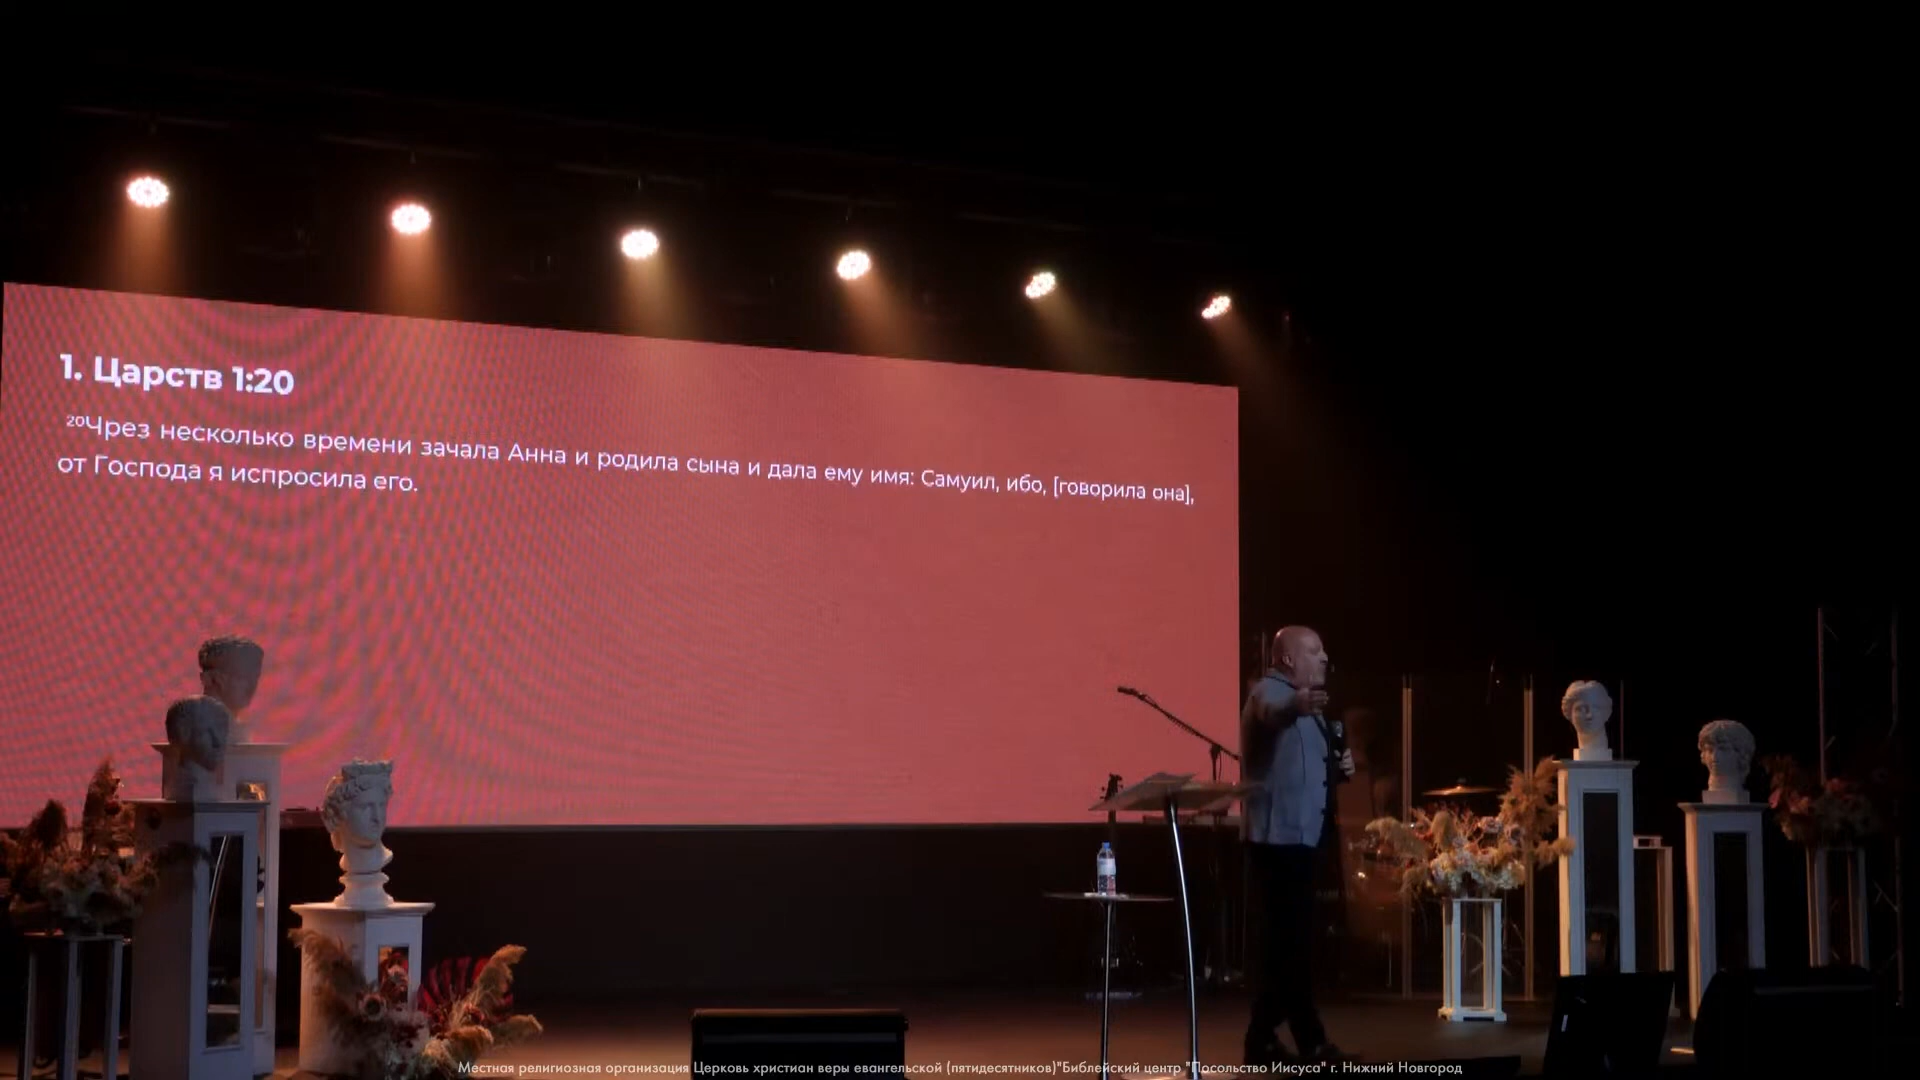 1. Царств 1:20
20Чрез несколько времени зачала Анна и родила сына и дала ему имя: Самуил, ибо, [говорила она],
от Господа я испросила его.
Местная религиозная организация Церковь христиан веры евангельской (пятидесятников)"Библейский центр "Посольство Иисуса" г. Нижний Новгород